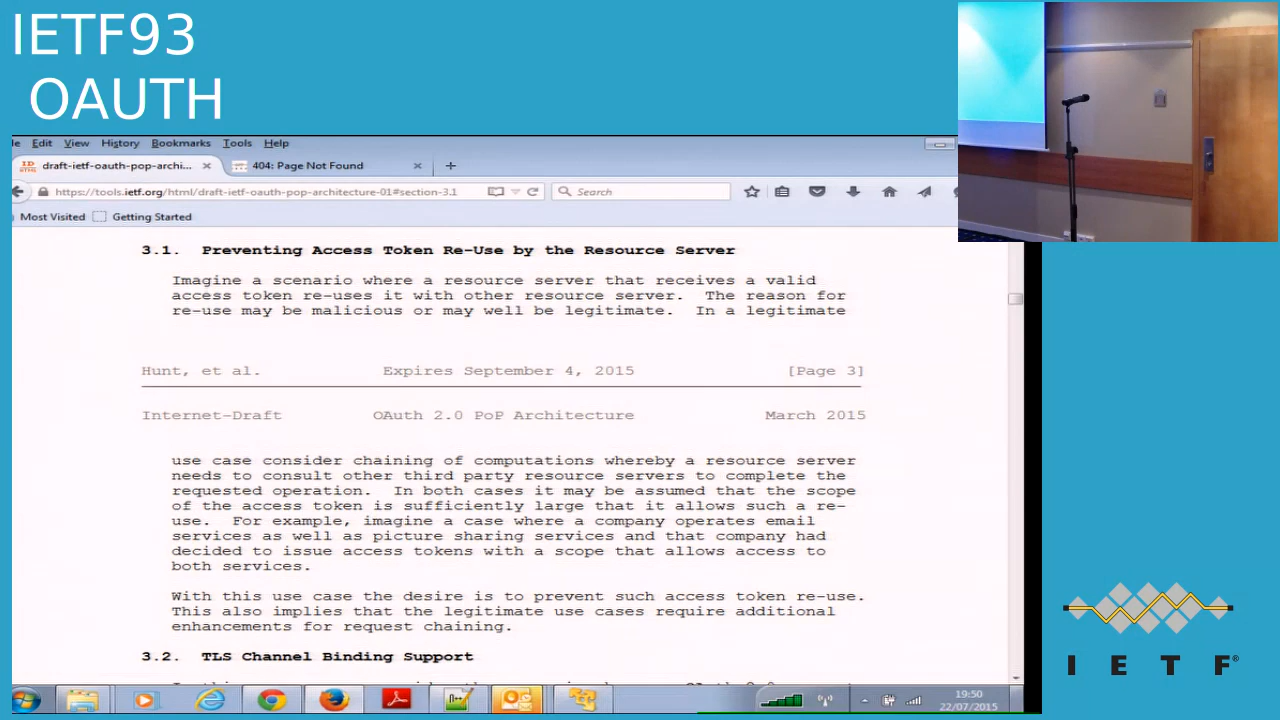 IETF93
OAUTH
Edit View History Bookmarks Tools Help
draft-ietf-oauth-pop-archi... × 404: Page Not Found × +
https://tools.ietf.org/html/draft-ietf-oauth-pop-architecture-01#section-3.1 Search
Most Visited Getting Started
3.1. Preventing Access Token Re-Use by the Resource Server
Imagine a scenario where a resource server that receives a valid
access token re-uses it with other resource server. The reason for
re-use may be malicious or may well be legitimate. In a legitimate
Hunt, et al. Expires September 4, 2015 [Page 3]
Internet-Draft OAuth 2.0 PoP Architecture March 2015
use case consider chaining of computations whereby a resource server
needs to consult other third party resource servers to complete the
requested operation. In both cases it may be assumed that the scope
of the access token is sufficiently large that it allows such a re-
use. For example, imagine a case where a company operates email
services as well as picture sharing services and that company had
decided to issue access tokens with a scope that allows access to
both services.
With this use case the desire is to prevent such access token re-use.
This also implies that the legitimate use cases require additional
enhancements for request chaining.
3.2. TLS Channel Binding Support
19:50
22/07/2015
I E T F®